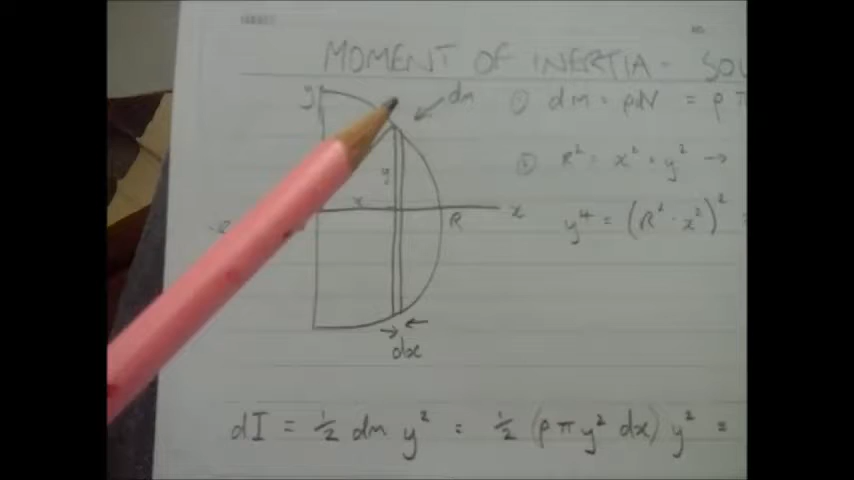 MOMENT OF INERTIA - SOL
y
dm
① dm = ρdV = ρ π
y
② R² = x² + y² →
x
-R
R
x
y⁴ = (R² - x²)²
dx
dI = ½ dm y² = ½ (ρ π y² dx) y² =